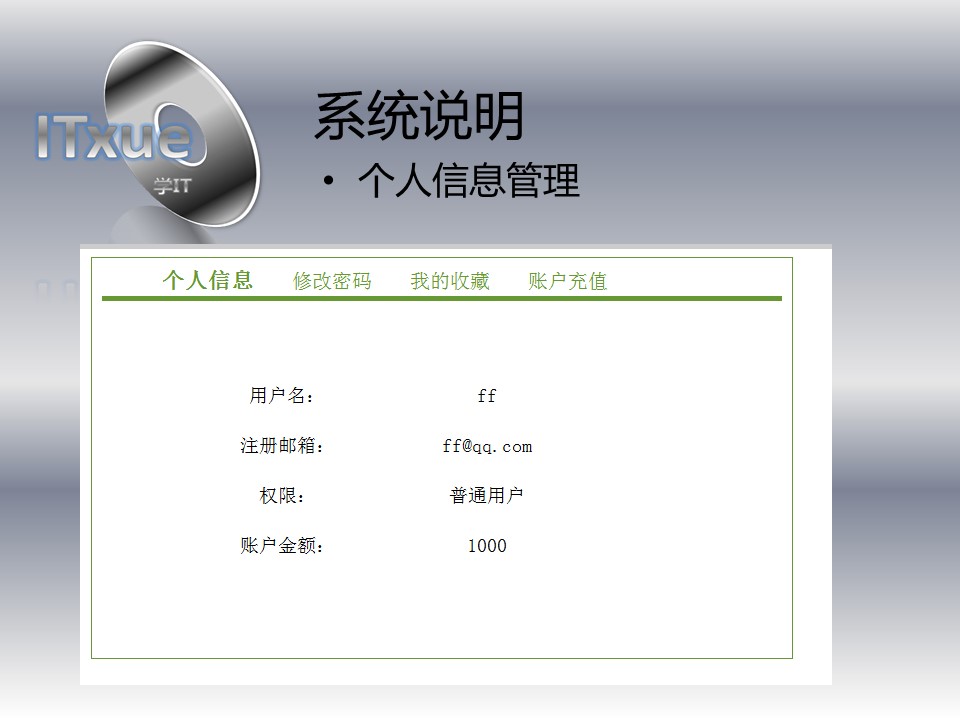 ITxue
学IT
系统说明
• 个人信息管理
个人信息 修改密码 我的收藏 账户充值
用户名： ff
注册邮箱： ff@qq.com
权限： 普通用户
账户金额： 1000